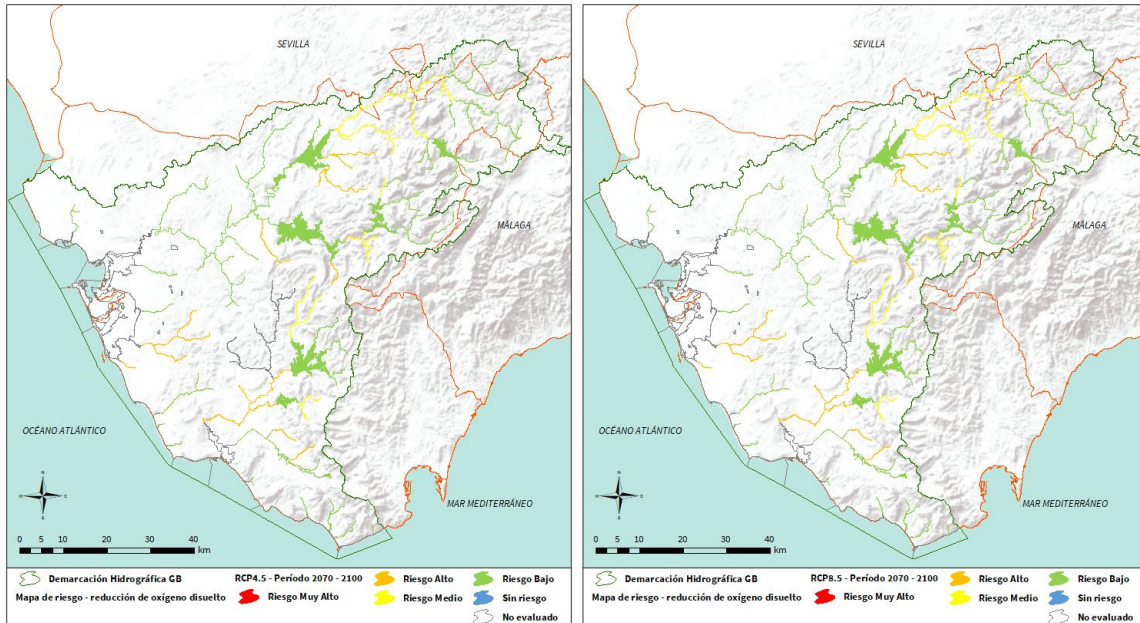 SEVILLA
MÁLAGA
OCÉANO ATLÁNTICO
MAR MEDITERRÁNEO
N
W E
S
0 5 10 20 30 40
km
Demarcación Hidrográfica GB
RCP4.5 - Período 2070 - 2100
Riesgo Alto
Riesgo Bajo
Mapa de riesgo - reducción de oxígeno disuelto
Riesgo Muy Alto
Riesgo Medio
Sin riesgo
No evaluado
SEVILLA
MÁLAGA
OCÉANO ATLÁNTICO
MAR MEDITERRÁNEO
N
W E
S
0 5 10 20 30 40
km
Demarcación Hidrográfica GB
RCP8.5 - Período 2070 - 2100
Riesgo Alto
Riesgo Bajo
Mapa de riesgo - reducción de oxígeno disuelto
Riesgo Muy Alto
Riesgo Medio
Sin riesgo
No evaluado